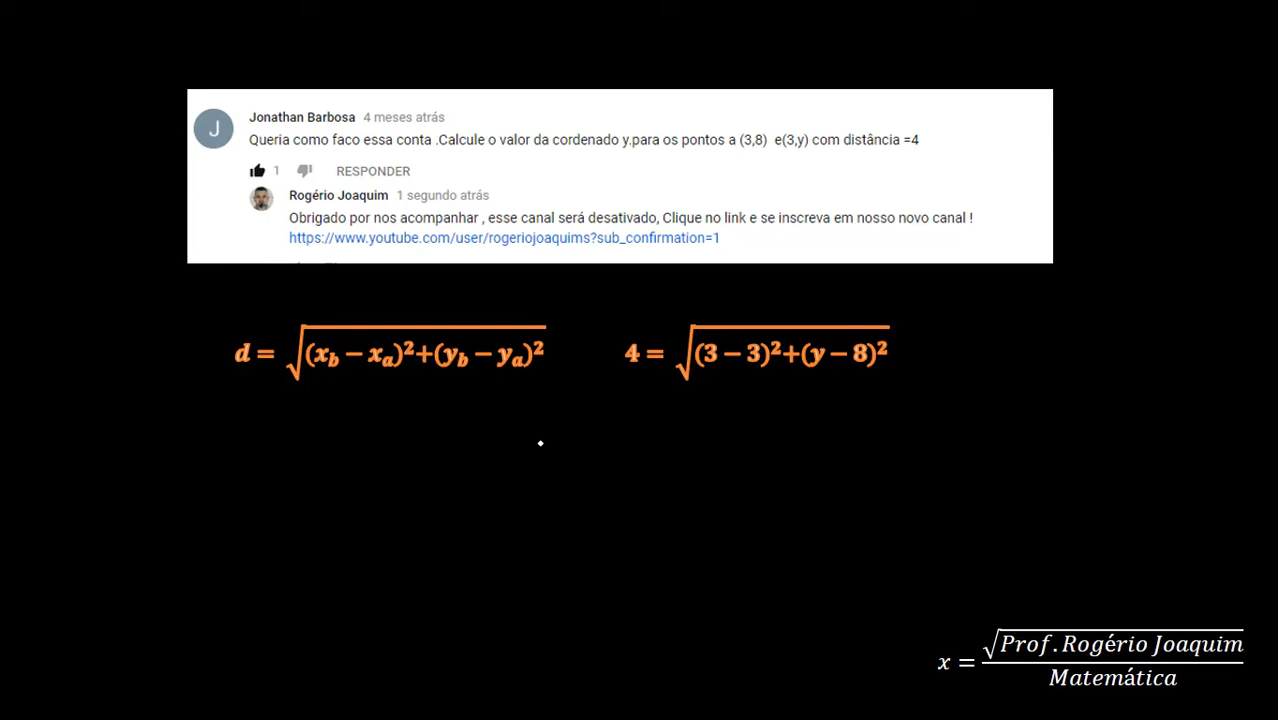 J
Jonathan Barbosa 4 meses atrás
Queria como faco essa conta .Calcule o valor da cordenado y.para os pontos a (3,8) e(3,y) com distância =4
1 RESPONDER
Rogério Joaquim 1 segundo atrás
Obrigado por nos acompanhar , esse canal será desativado, Clique no link e se inscreva em nosso novo canal !
https://www.youtube.com/user/rogeriojoaquims?sub_confirmation=1
d = √(x_b − x_a)²+(y_b − y_a)² 4 = √(3 − 3)²+(y − 8)²
x = √Prof.Rogério Joaquim
Matemática